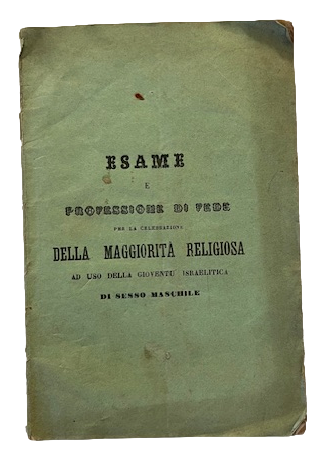 ESAME
E
PROFESSIONE DI FEDE
PER LA CELEBRAZIONE
DELLA MAGGIORITÀ RELIGIOSA
AD USO DELLA GIOVENTÙ ISRAELITICA
DI SESSO MASCHILE